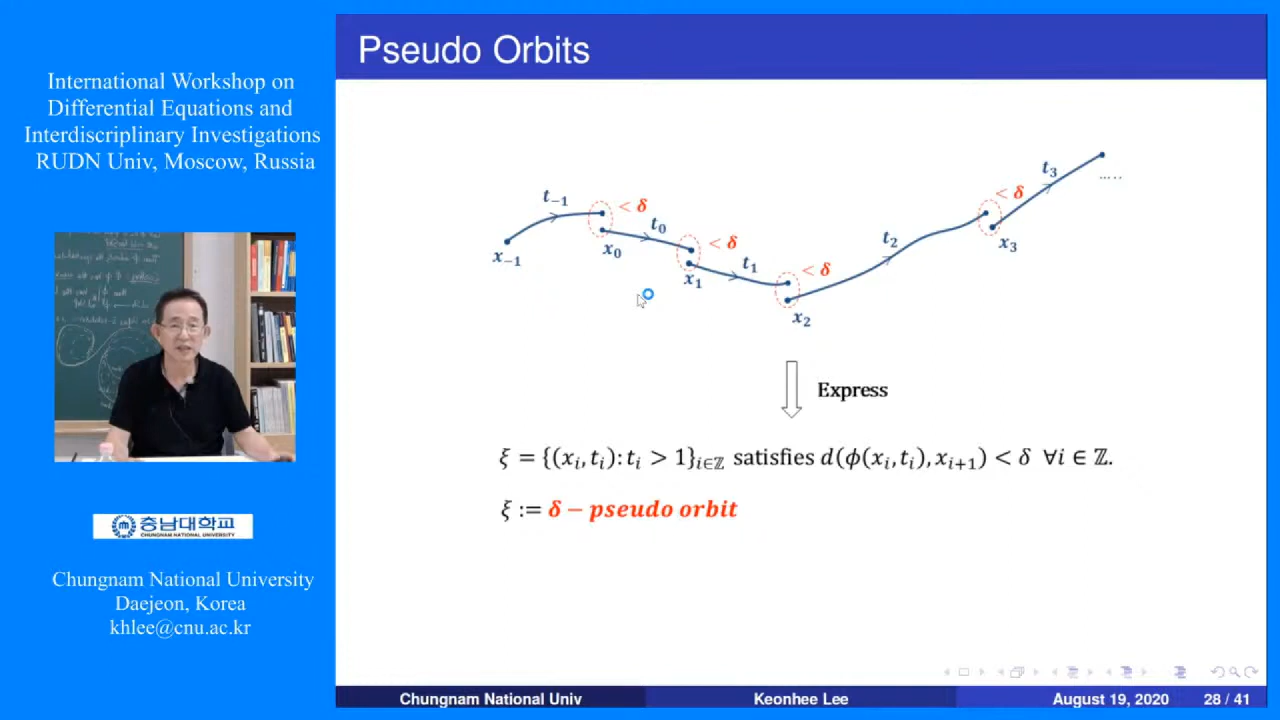 International Workshop on
Differential Equations and
Interdisciplinary Investigations
RUDN Univ, Moscow, Russia
충남대학교
CHUNGNAM NATIONAL UNIVERSITY
Chungnam National University
Daejeon, Korea
khlee@cnu.ac.kr
Pseudo Orbits
x₋₁
t₋₁
< δ
x₀
t₀
< δ
x₁
t₁
< δ
x₂
t₂
< δ
x₃
t₃
.....
Express
ξ = {(xᵢ, tᵢ): tᵢ > 1}_{i∈ℤ} satisfies d(ϕ(xᵢ, tᵢ), xᵢ₊₁) < δ ∀i ∈ ℤ.
ξ := δ − pseudo orbit
Chungnam National Univ
Keonhee Lee
August 19, 2020
28 / 41